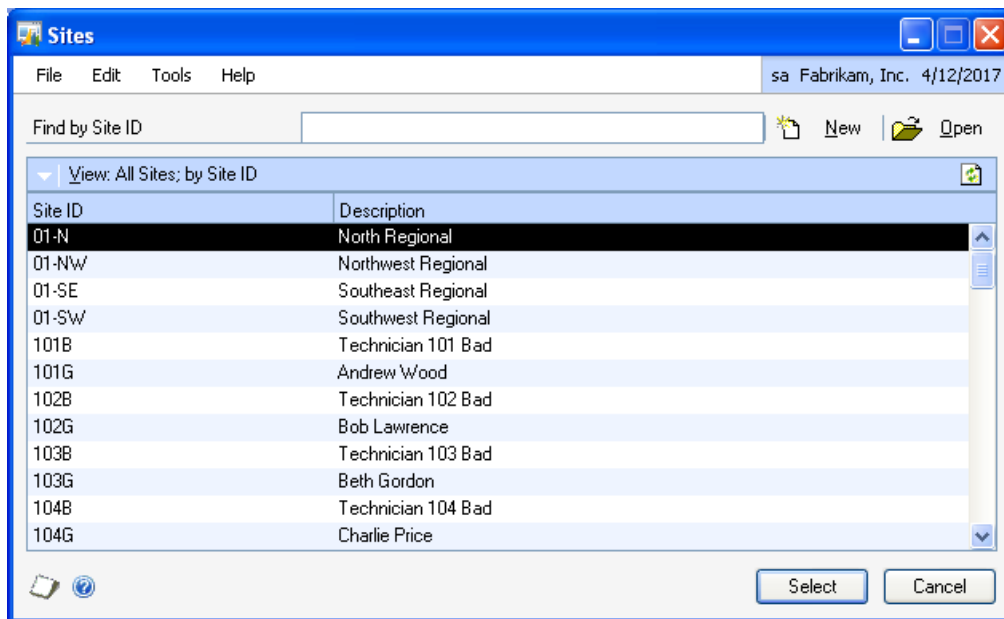 Sites
File Edit Tools Help sa Fabrikam, Inc. 4/12/2017
Find by Site ID New Open
View: All Sites; by Site ID
Site ID Description
01-N North Regional
01-NW Northwest Regional
01-SE Southeast Regional
01-SW Southwest Regional
101B Technician 101 Bad
101G Andrew Wood
102B Technician 102 Bad
102G Bob Lawrence
103B Technician 103 Bad
103G Beth Gordon
104B Technician 104 Bad
104G Charlie Price
Select Cancel